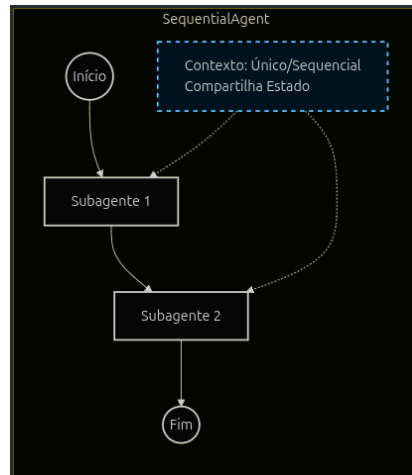 SequentialAgent
Início
Contexto: Único/Sequencial
Compartilha Estado
Subagente 1
Subagente 2
Fim